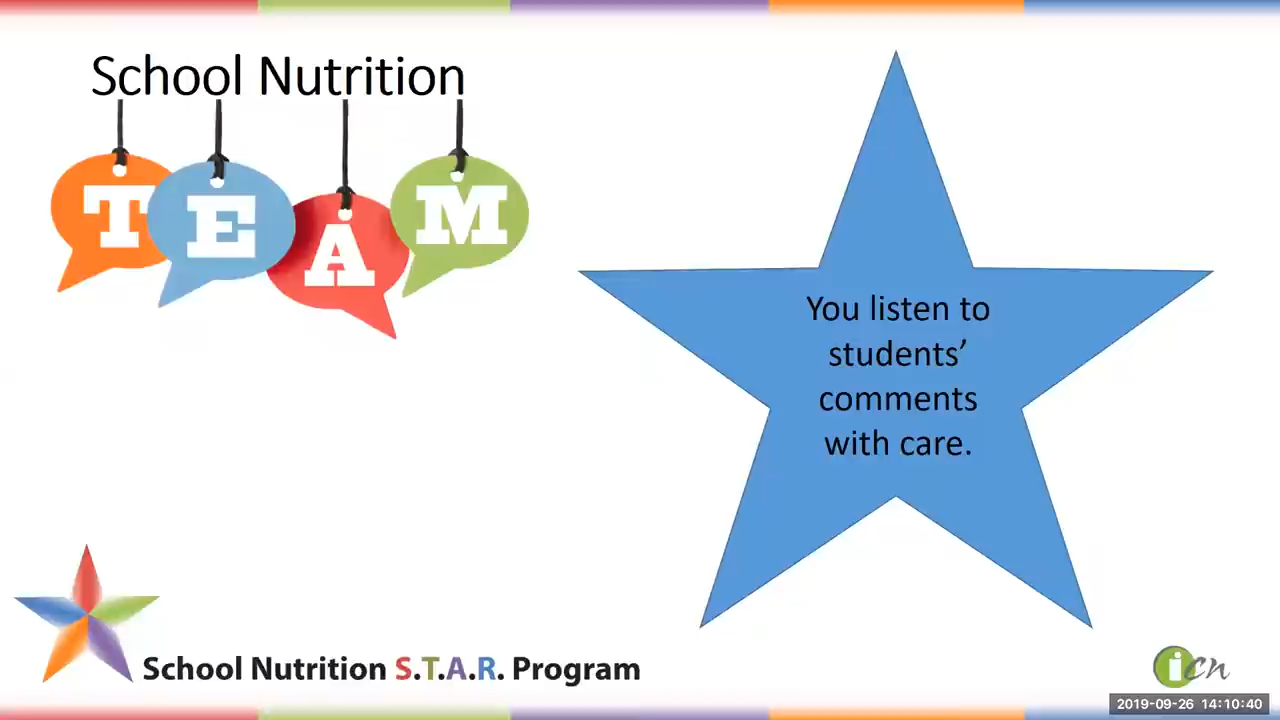 School Nutrition
TEAM
You listen to
students’
comments
with care.
School Nutrition S.T.A.R. Program
icn
2019-09-26 14:10:40